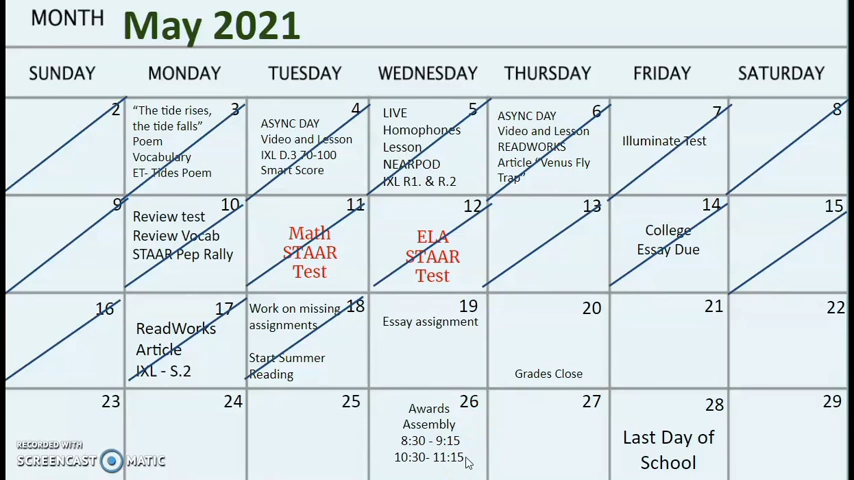 MONTH May 2021
SUNDAY MONDAY TUESDAY WEDNESDAY THURSDAY FRIDAY SATURDAY
2
3
"The tide rises,
the tide falls"
Poem
Vocabulary
ET- Tides Poem
4
ASYNC DAY
Video and Lesson
IXL D.3 70-100
Smart Score
5
LIVE
Homophones
Lesson
NEARPOD
IXL R1. & R.2
6
ASYNC DAY
Video and Lesson
READWORKS
Article "Venus Fly
Trap"
7
Illuminate Test
8
9
10
Review test
Review Vocab
STAAR Pep Rally
11
Math
STAAR
Test
12
ELA
STAAR
Test
13
14
College
Essay Due
15
16
17
ReadWorks
Article
IXL - S.2
18
Work on missing
assignments
Start Summer
Reading
19
Essay assignment
20
Grades Close
21
22
23
24
25
26
Awards
Assembly
8:30 - 9:15
10:30- 11:15
27
28
Last Day of
School
29
RECORDED WITH
SCREENCAST MATIC